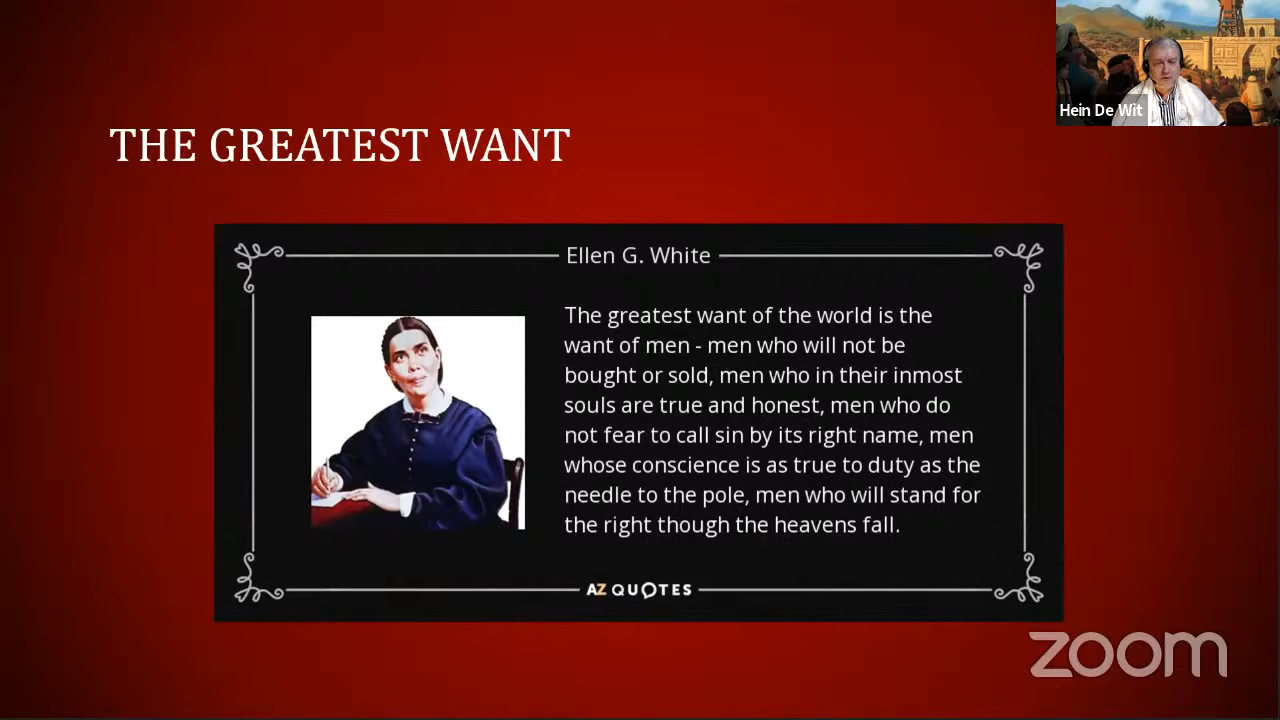 Hein De Wit
THE GREATEST WANT
Ellen G. White
The greatest want of the world is the
want of men - men who will not be
bought or sold, men who in their inmost
souls are true and honest, men who do
not fear to call sin by its right name, men
whose conscience is as true to duty as the
needle to the pole, men who will stand for
the right though the heavens fall.
AZ QUOTES
zoom